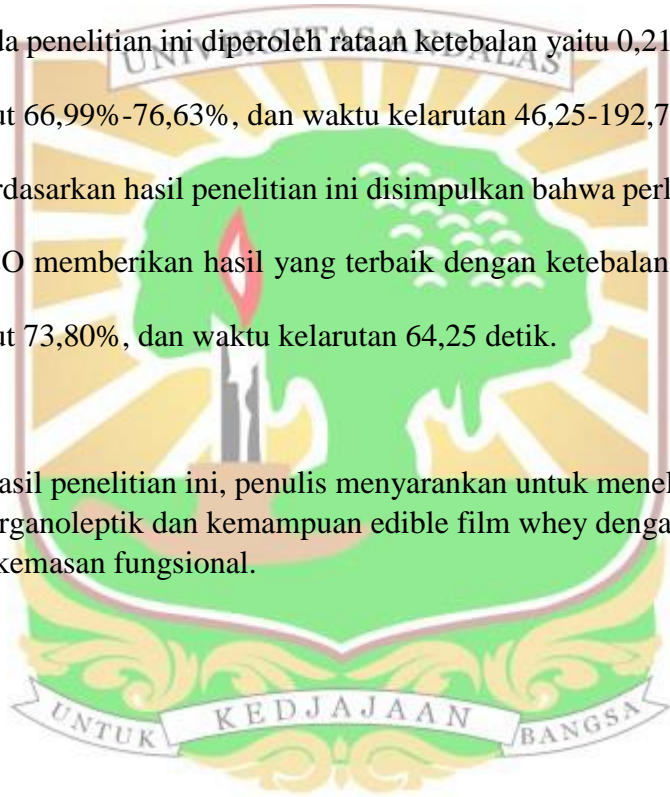 da penelitian ini diperoleh rataan ketebalan yaitu 0,21
UNIVERSITAS ANDALAS
ut 66,99%-76,63%, dan waktu kelarutan 46,25-192,7
rdasarkan hasil penelitian ini disimpulkan bahwa perl
O memberikan hasil yang terbaik dengan ketebalan
ut 73,80%, dan waktu kelarutan 64,25 detik.
asil penelitian ini, penulis menyarankan untuk menel
rganoleptik dan kemampuan edible film whey denga
kemasan fungsional.
UNTUK KEDJAJAAN BANGSA